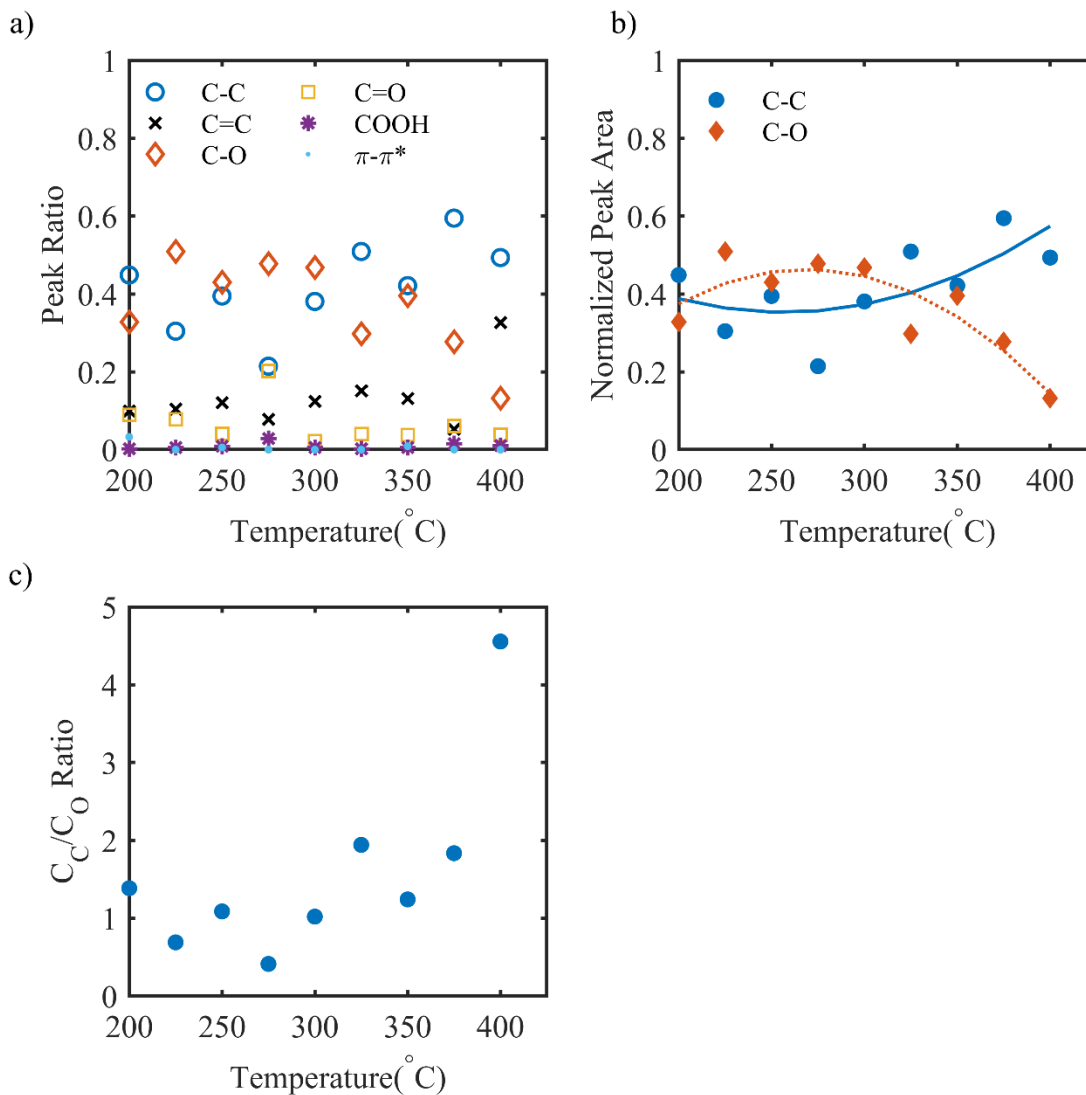 a)
1
0.8
0.6
0.4
0.2
0
C-C
C=O
C=C
COOH
C-O
π-π*
Peak Ratio
200 250 300 350 400
Temperature(°C)
b)
1
0.8
0.6
0.4
0.2
0
C-C
C-O
Normalized Peak Area
200 250 300 350 400
Temperature(°C)
c)
5
4
3
2
1
0
C_C/C_O Ratio
200 250 300 350 400
Temperature(°C)